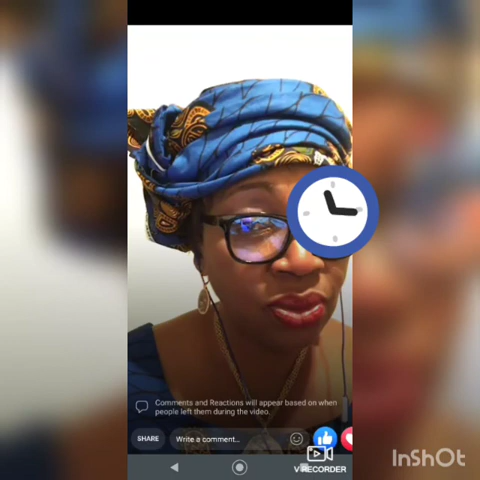 Comments and Reactions will appear based on when
people left them during the video.
SHARE
Write a comment...
V RECORDER
InShOt